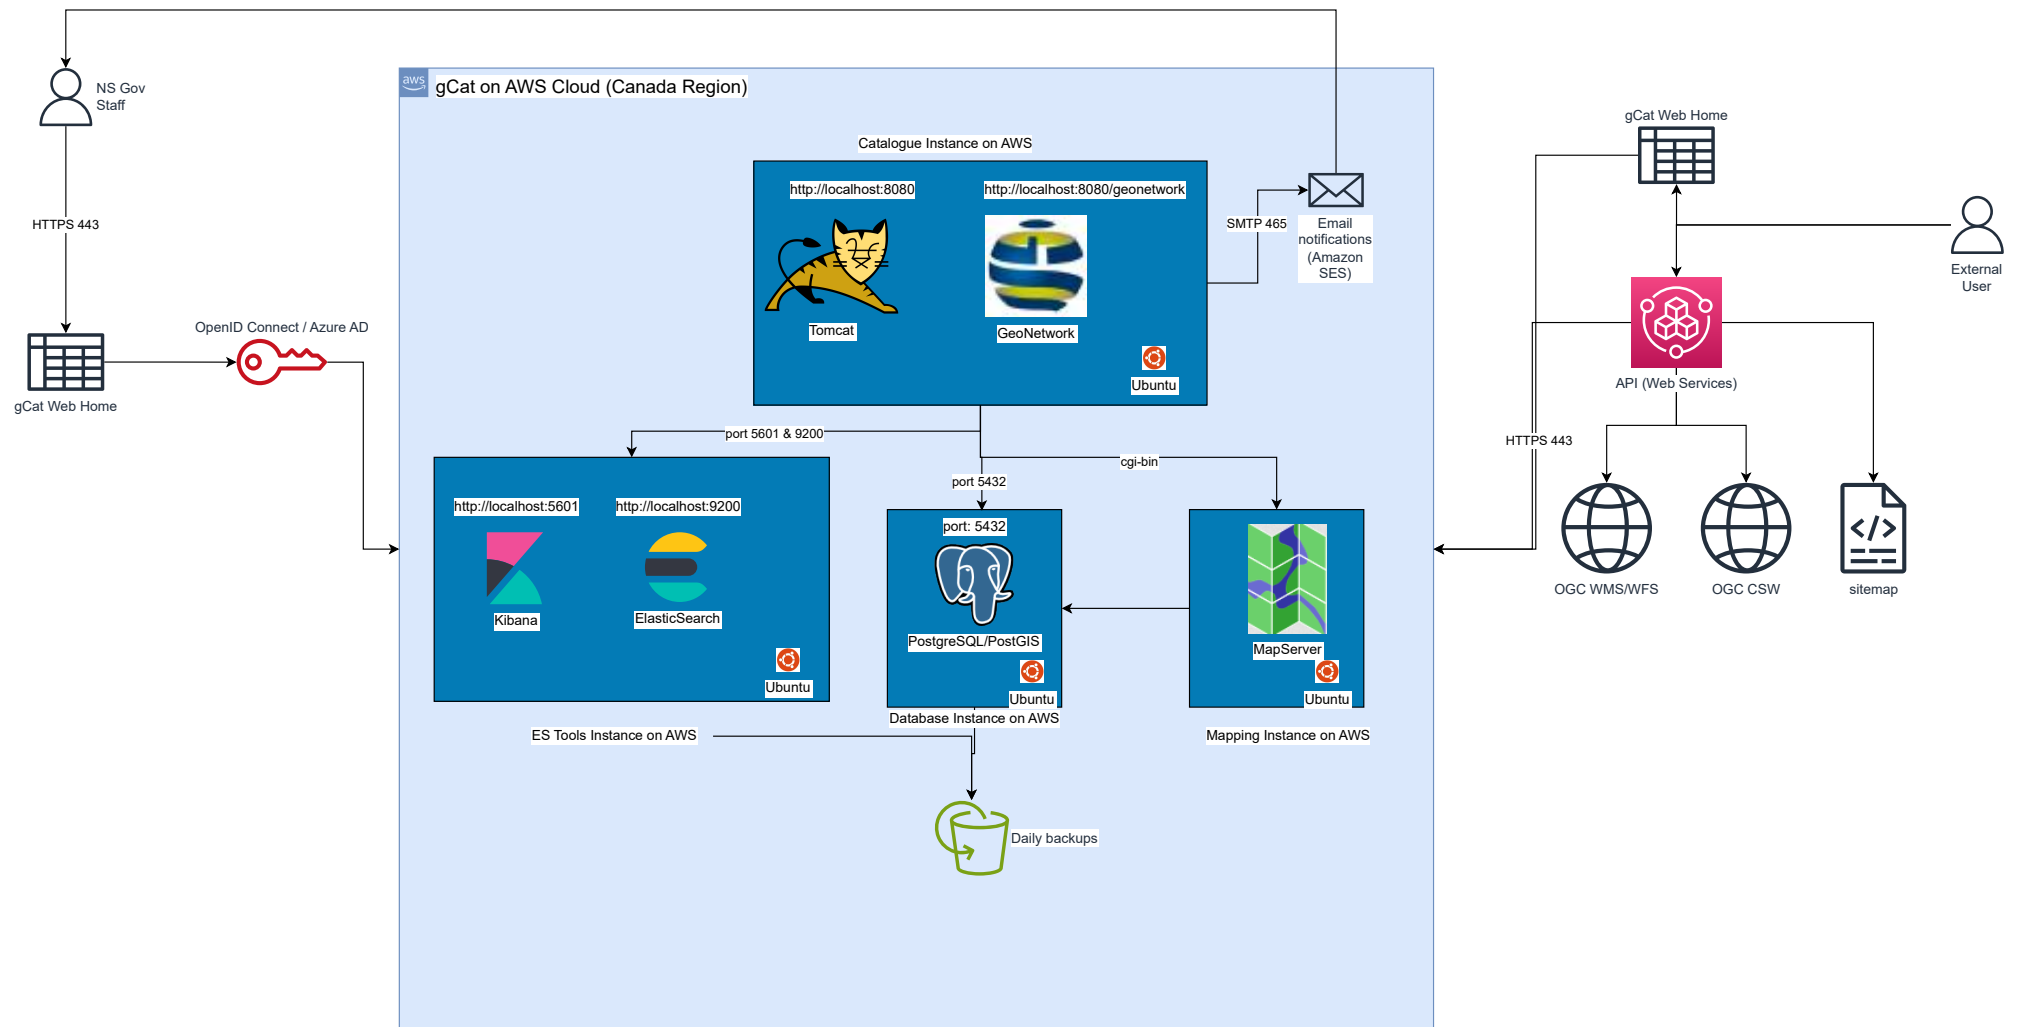 NS Gov
Staff
HTTPS 443
gCat Web Home
OpenID Connect / Azure AD
aws
gCat on AWS Cloud (Canada Region)
Catalogue Instance on AWS
http://localhost:8080
http://localhost:8080/geonetwork
Tomcat
GeoNetwork
Ubuntu
SMTP 465
Email
notifications
(Amazon
SES)
port 5601 & 9200
port 5432
cgi-bin
http://localhost:5601
http://localhost:9200
Kibana
ElasticSearch
Ubuntu
ES Tools Instance on AWS
port: 5432
PostgreSQL/PostGIS
Ubuntu
Database Instance on AWS
MapServer
Ubuntu
Mapping Instance on AWS
Daily backups
gCat Web Home
External
User
API (Web Services)
HTTPS 443
OGC WMS/WFS
OGC CSW
sitemap